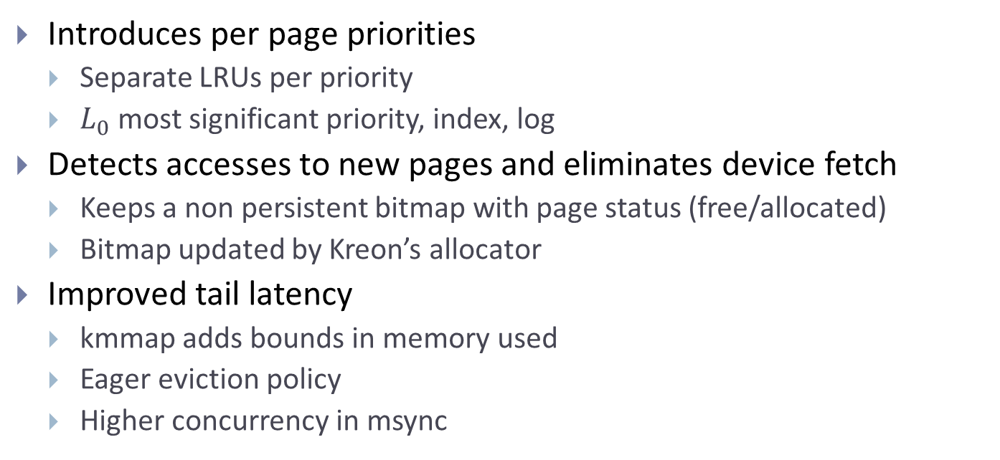 Introduces per page priorities
Separate LRUs per priority
L₀ most significant priority, index, log
Detects accesses to new pages and eliminates device fetch
Keeps a non persistent bitmap with page status (free/allocated)
Bitmap updated by Kreon’s allocator
Improved tail latency
kmmap adds bounds in memory used
Eager eviction policy
Higher concurrency in msync